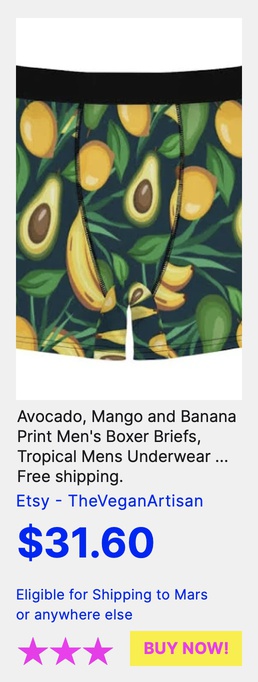 Avocado, Mango and Banana
Print Men's Boxer Briefs,
Tropical Mens Underwear ...
Free shipping.
Etsy - TheVeganArtisan
$31.60
Eligible for Shipping to Mars
or anywhere else
BUY NOW!